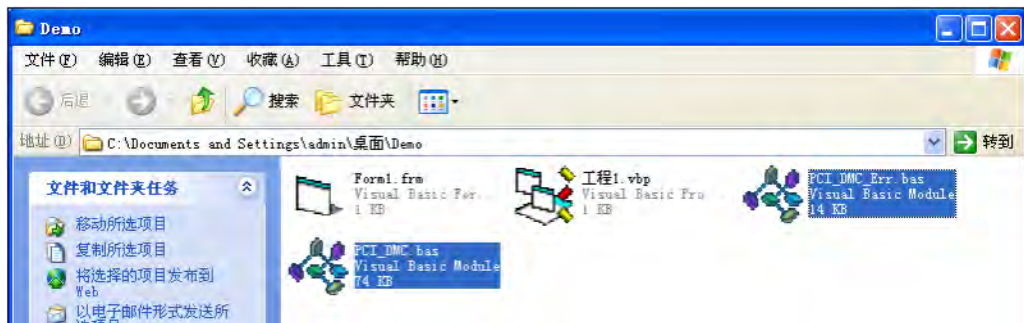 Demo
文件(F) 编辑(E) 查看(V) 收藏(A) 工具(T) 帮助(H)
后退 搜索 文件夹
地址(D) C:\Documents and Settings\admin\桌面\Demo 转到
文件和文件夹任务
移动所选项目
复制所选项目
将选择的项目发布到
Web
以电子邮件形式发送所
选项目
Form1.frm
Visual Basic For...
1 KB
工程1.vbp
Visual Basic Pro...
1 KB
PCI_DMC_Err.bas
Visual Basic Module
14 KB
PCI_DMC.bas
Visual Basic Module
74 KB